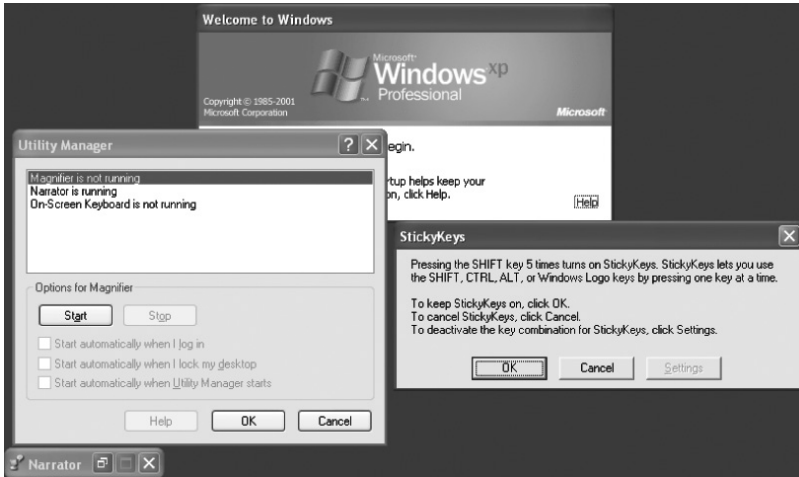 Welcome to Windows
Microsoft
Windows xp
Professional
Copyright © 1985-2001
Microsoft Corporation
Microsoft
egin.
rtup helps keep your
on, click Help.
Help
Utility Manager
Magnifier is not running
Narrator is running
On-Screen Keyboard is not running
Options for Magnifier
Start
Stop
Start automatically when I log in
Start automatically when I lock my desktop
Start automatically when Utility Manager starts
Help
OK
Cancel
StickyKeys
Pressing the SHIFT key 5 times turns on StickyKeys. StickyKeys lets you use
the SHIFT, CTRL, ALT, or Windows Logo keys by pressing one key at a time.
To keep StickyKeys on, click OK.
To cancel StickyKeys, click Cancel.
To deactivate the key combination for StickyKeys, click Settings.
OK
Cancel
Settings
Narrator